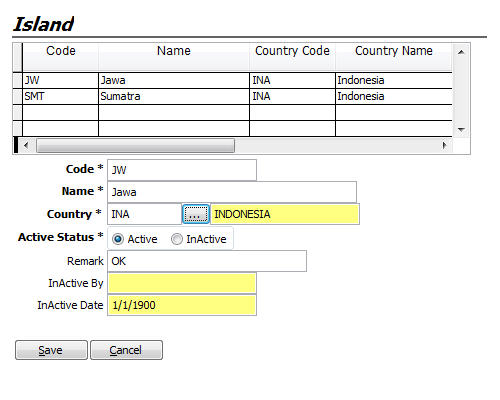 Island
Code Name Country Code Country Name
JW Jawa INA Indonesia
SMT Sumatra INA Indonesia
Code * JW
Name * Jawa
Country * INA ... INDONESIA
Active Status * Active InActive
Remark OK
InActive By
InActive Date 1/1/1900
Save Cancel